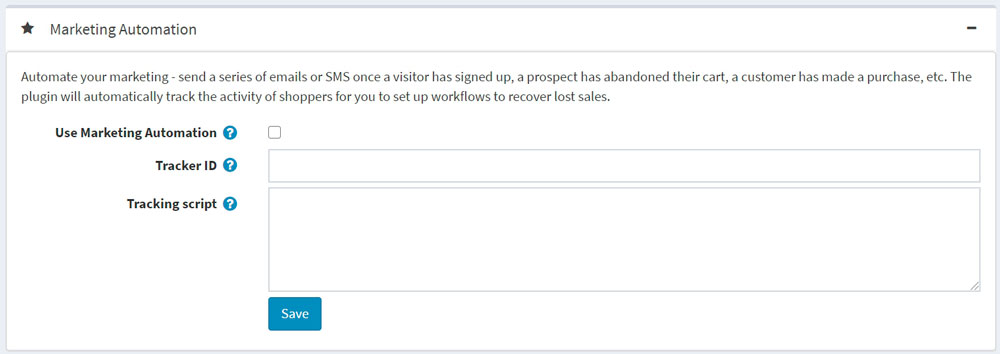 Marketing Automation
Automate your marketing - send a series of emails or SMS once a visitor has signed up, a prospect has abandoned their cart, a customer has made a purchase, etc. The
plugin will automatically track the activity of shoppers for you to set up workflows to recover lost sales.
Use Marketing Automation ?
Tracker ID ?
Tracking script ?
Save